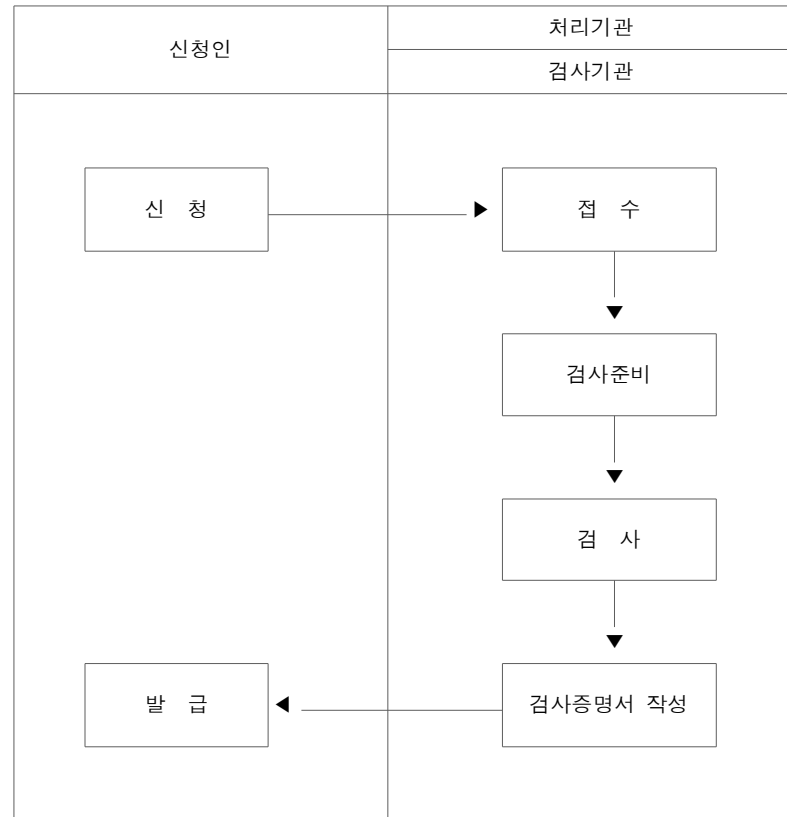 신청인
처리기관
검사기관
신 청
접 수
검사준비
검 사
발 급
검사증명서 작성